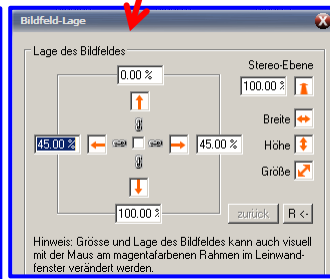 Bildfeld-Lage
Lage des Bildfeldes
Stereo-Ebene
0.00 %
100.00 %
Breite
45.00 %
45.00 %
Höhe
Größe
100.00 %
zurück
R <-
Hinweis: Grösse und Lage des Bildfeldes kann auch visuell
mit der Maus am magentafarbenen Rahmen im Leinwand-
fenster verändert werden.